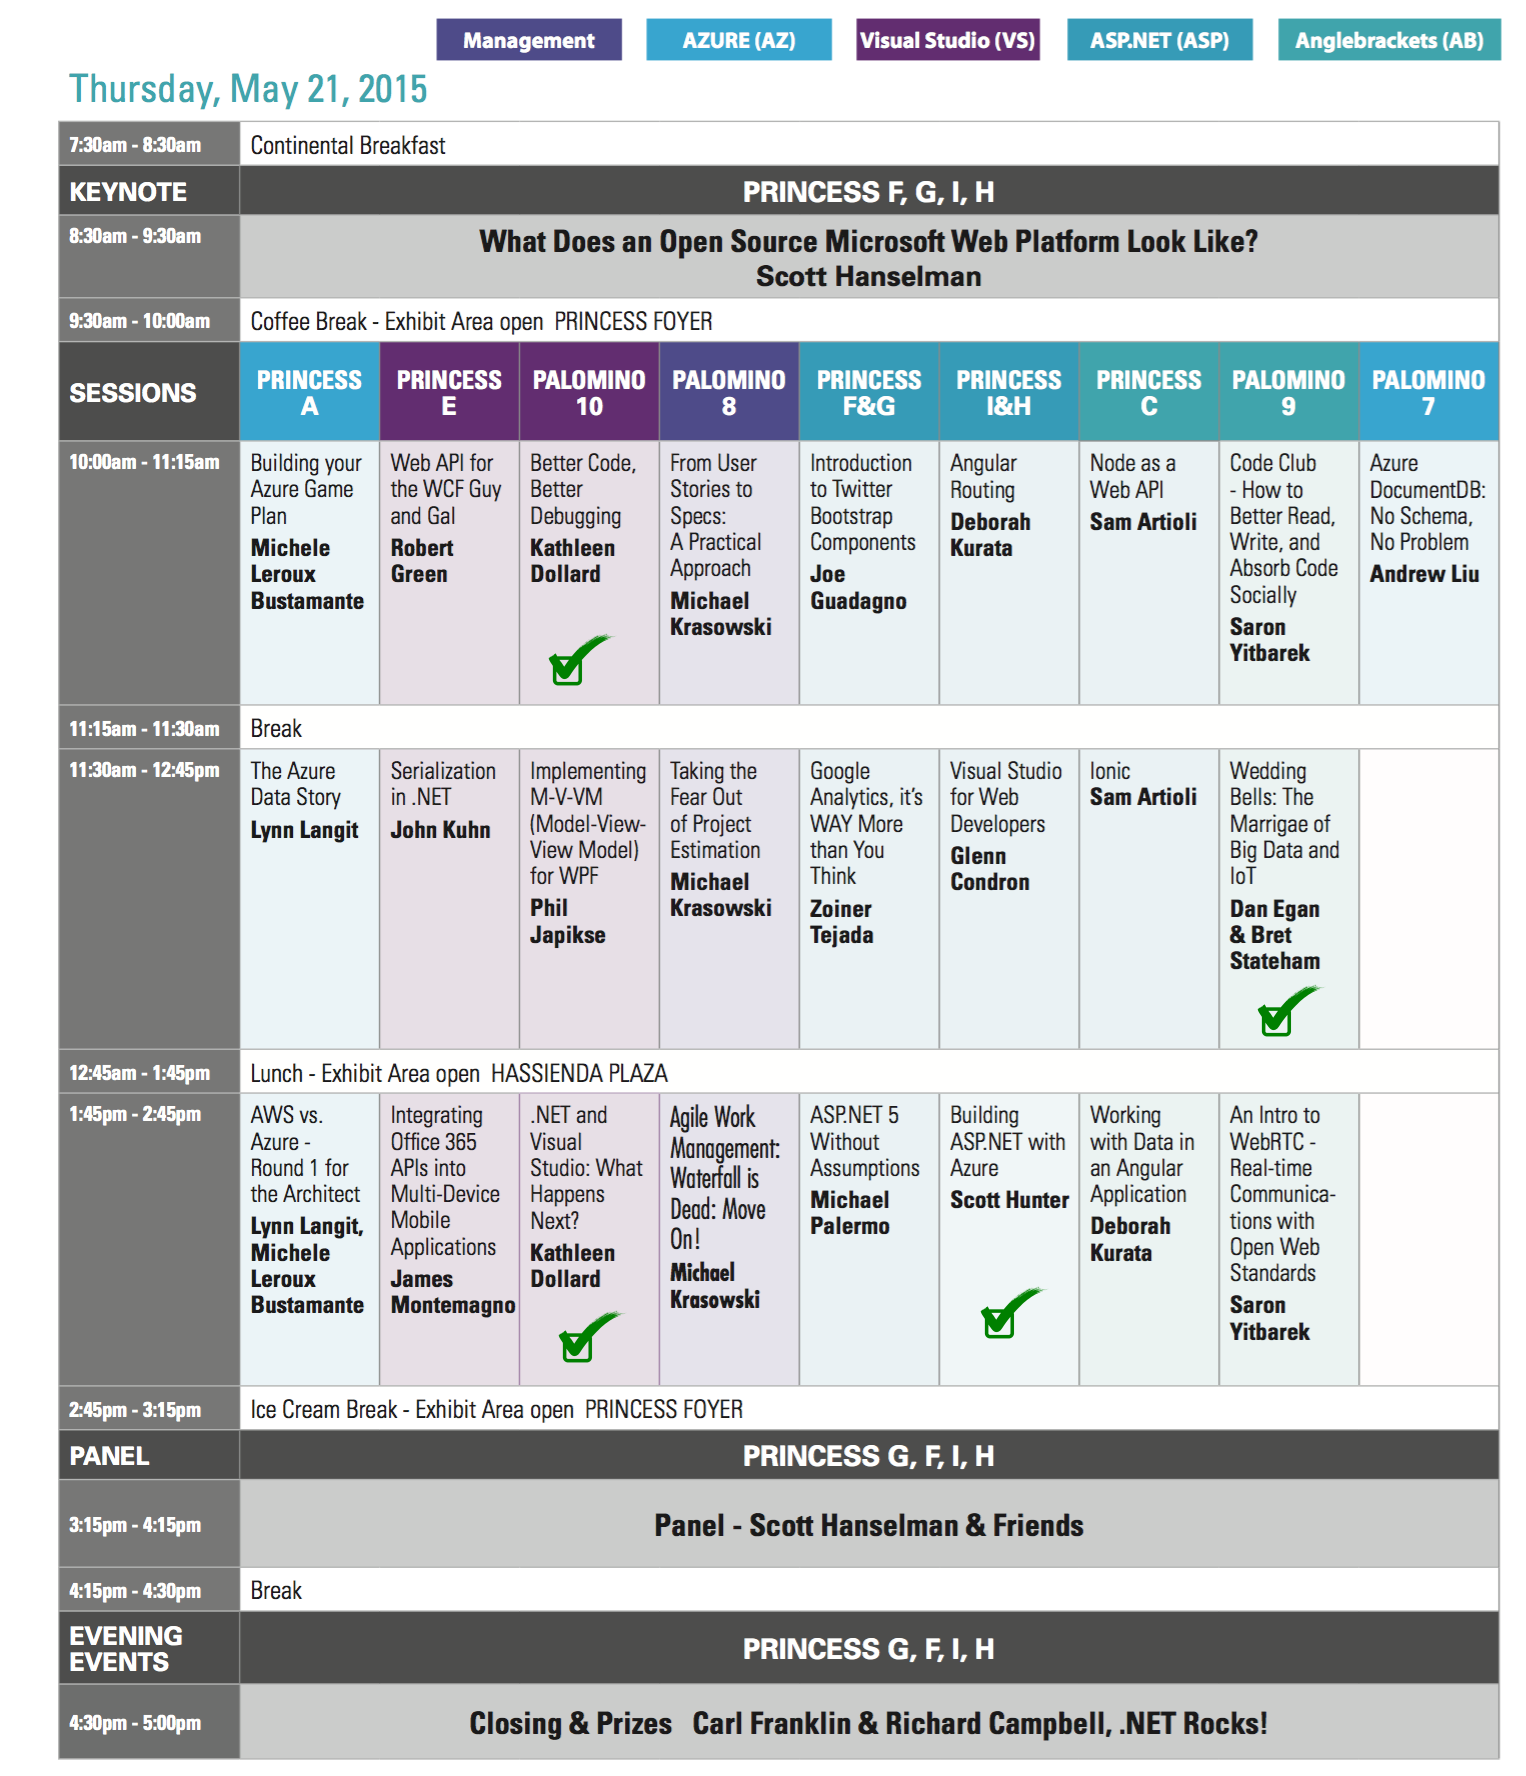 Management
AZURE (AZ)
Visual Studio (VS)
ASP.NET (ASP)
Anglebrackets (AB)
Thursday, May 21, 2015
7:30am - 8:30am
Continental Breakfast
KEYNOTE
PRINCESS F, G, I, H
8:30am - 9:30am
What Does an Open Source Microsoft Web Platform Look Like?
Scott Hanselman
9:30am - 10:00am
Coffee Break - Exhibit Area open PRINCESS FOYER
SESSIONS
PRINCESS
A
PRINCESS
E
PALOMINO
10
PALOMINO
8
PRINCESS
F&G
PRINCESS
I&H
PRINCESS
C
PALOMINO
9
PALOMINO
7
10:00am - 11:15am
Building your
Azure Game
Plan
Michele
Leroux
Bustamante
Web API for
the WCF Guy
and Gal
Robert
Green
Better Code,
Better
Debugging
Kathleen
Dollard
From User
Stories to
Specs:
A Practical
Approach
Michael
Krasowski
Introduction
to Twitter
Bootstrap
Components
Joe
Guadagno
Angular
Routing
Deborah
Kurata
Node as a
Web API
Sam Artioli
Code Club
- How to
Better Read,
Write, and
Absorb Code
Socially
Saron
Yitbarek
Azure
DocumentDB:
No Schema,
No Problem
Andrew Liu
11:15am - 11:30am
Break
11:30am - 12:45pm
The Azure
Data Story
Lynn Langit
Serialization
in .NET
John Kuhn
Implementing
M-V-VM
(Model-View-
View Model)
for WPF
Phil
Japikse
Taking the
Fear Out
of Project
Estimation
Michael
Krasowski
Google
Analytics, it's
WAY More
than You
Think
Zoiner
Tejada
Visual Studio
for Web
Developers
Glenn
Condron
Ionic
Sam Artioli
Wedding
Bells: The
Marrigae of
Big Data and
IoT
Dan Egan
& Bret
Stateham
12:45am - 1:45pm
Lunch - Exhibit Area open HASSIENDA PLAZA
1:45pm - 2:45pm
AWS vs.
Azure -
Round 1 for
the Architect
Lynn Langit,
Michele
Leroux
Bustamante
Integrating
Office 365
APIs into
Multi-Device
Mobile
Applications
James
Montemagno
.NET and
Visual
Studio: What
Happens
Next?
Kathleen
Dollard
Agile Work
Management:
Waterfall is
Dead: Move
On!
Michael
Krasowski
ASP.NET 5
Without
Assumptions
Michael
Palermo
Building
ASP.NET with
Azure
Scott Hunter
Working
with Data in
an Angular
Application
Deborah
Kurata
An Intro to
WebRTC -
Real-time
Communica-
tions with
Open Web
Standards
Saron
Yitbarek
2:45pm - 3:15pm
Ice Cream Break - Exhibit Area open PRINCESS FOYER
PANEL
PRINCESS G, F, I, H
3:15pm - 4:15pm
Panel - Scott Hanselman & Friends
4:15pm - 4:30pm
Break
EVENING
EVENTS
PRINCESS G, F, I, H
4:30pm - 5:00pm
Closing & Prizes Carl Franklin & Richard Campbell, .NET Rocks!